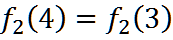 f₂(4) = f₂(3)